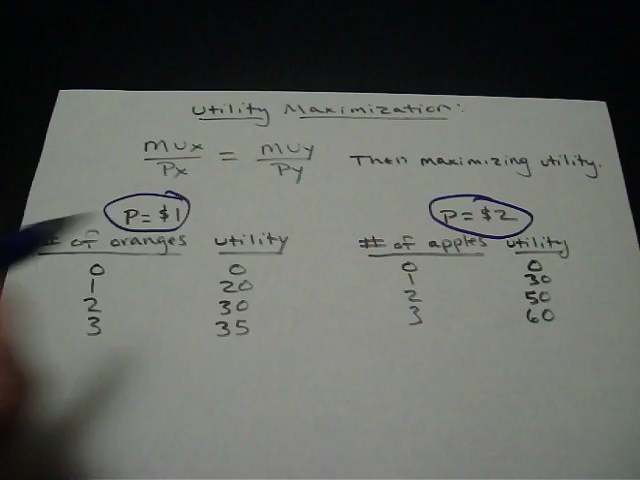 Utility Maximization:
MUx / Px = MUy / Py Then maximizing utility.
P= $1 P= $2
# of oranges utility # of apples utility
0 0 0 0
1 20 1 30
2 30 2 50
3 35 3 60